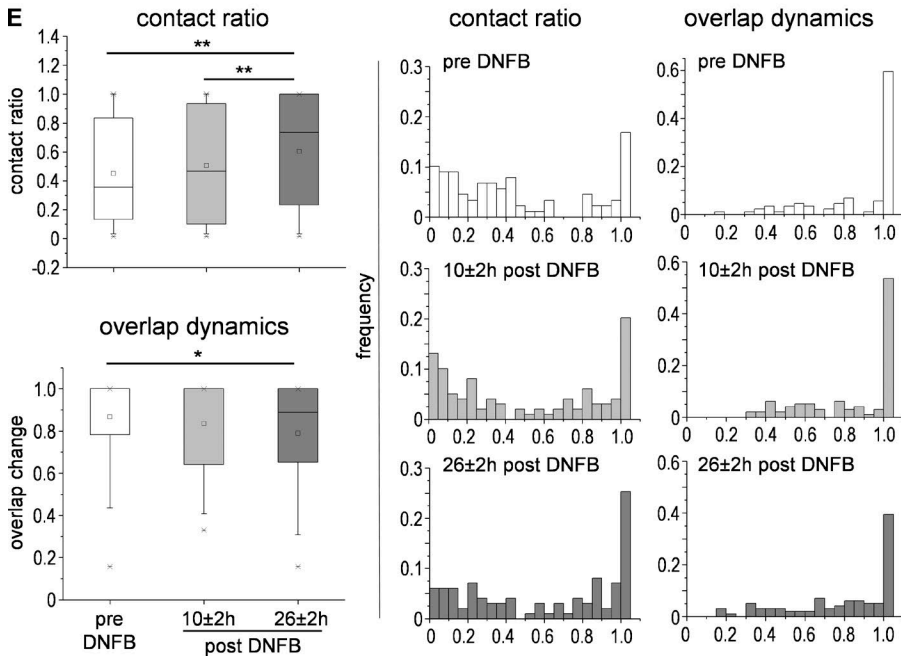 E
contact ratio
1.4
1.2
1.0
0.8
0.6
0.4
0.2
0
-0.2
contact ratio
**
**
overlap dynamics
1.0
0.8
0.6
0.4
0.2
0
overlap change
*
pre
DNFB
10±2h
26±2h
post DNFB
frequency
contact ratio
pre DNFB
0.3
0.2
0.1
0
0 0.2 0.4 0.6 0.8 1.0
10±2h post DNFB
0.3
0.2
0.1
0
0 0.2 0.4 0.6 0.8 1.0
26±2h post DNFB
0.3
0.2
0.1
0
0 0.2 0.4 0.6 0.8 1.0
overlap dynamics
pre DNFB
0.6
0.4
0.2
0
0 0.2 0.4 0.6 0.8 1.0
10±2h post DNFB
0.6
0.4
0.2
0
0 0.2 0.4 0.6 0.8 1.0
26±2h post DNFB
0.6
0.4
0.2
0
0 0.2 0.4 0.6 0.8 1.0